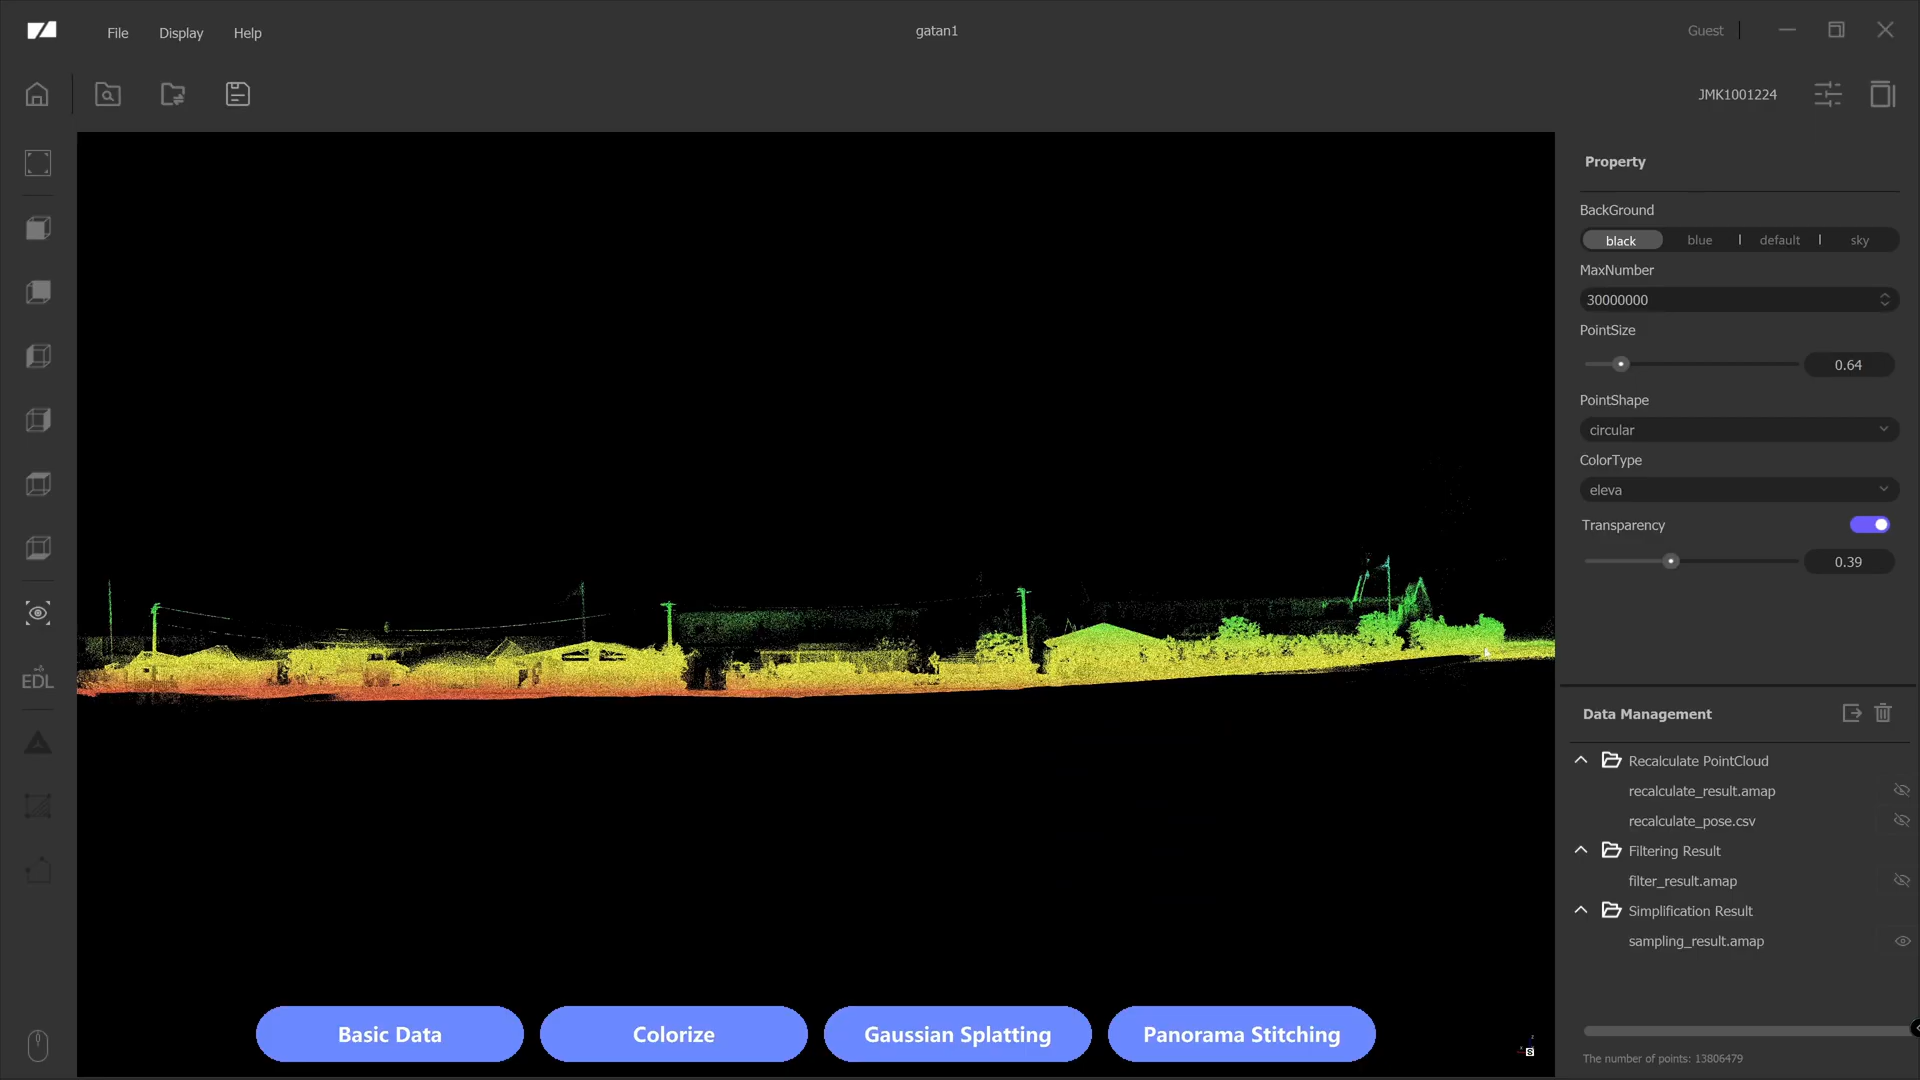 File Display Help
gatan1
Guest
JMK1001224
Property
BackGround
black blue default sky
MaxNumber
30000000
PointSize
0.64
PointShape
circular
ColorType
eleva
Transparency
0.39
EDL
Data Management
Recalculate PointCloud
recalculate_result.amap
recalculate_pose.csv
Filtering Result
filter_result.amap
Simplification Result
sampling_result.amap
Basic Data Colorize Gaussian Splatting Panorama Stitching
The number of points: 13806479